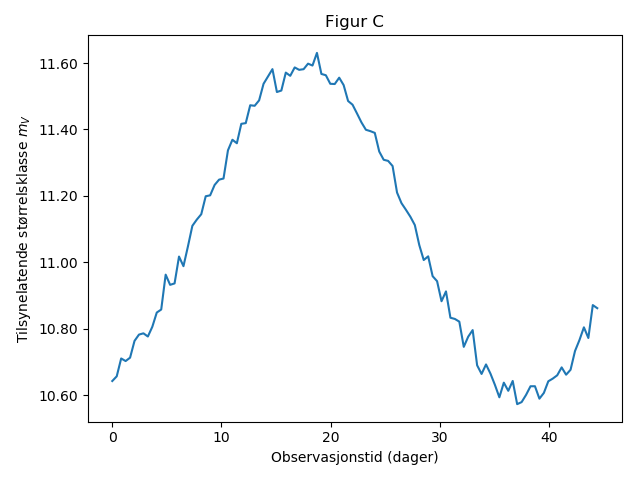 Figur C
Tilsynelatende størrelsklasse $m_V$
11.60
11.40
11.20
11.00
10.80
10.60
0 10 20 30 40
Observasjonstid (dager)